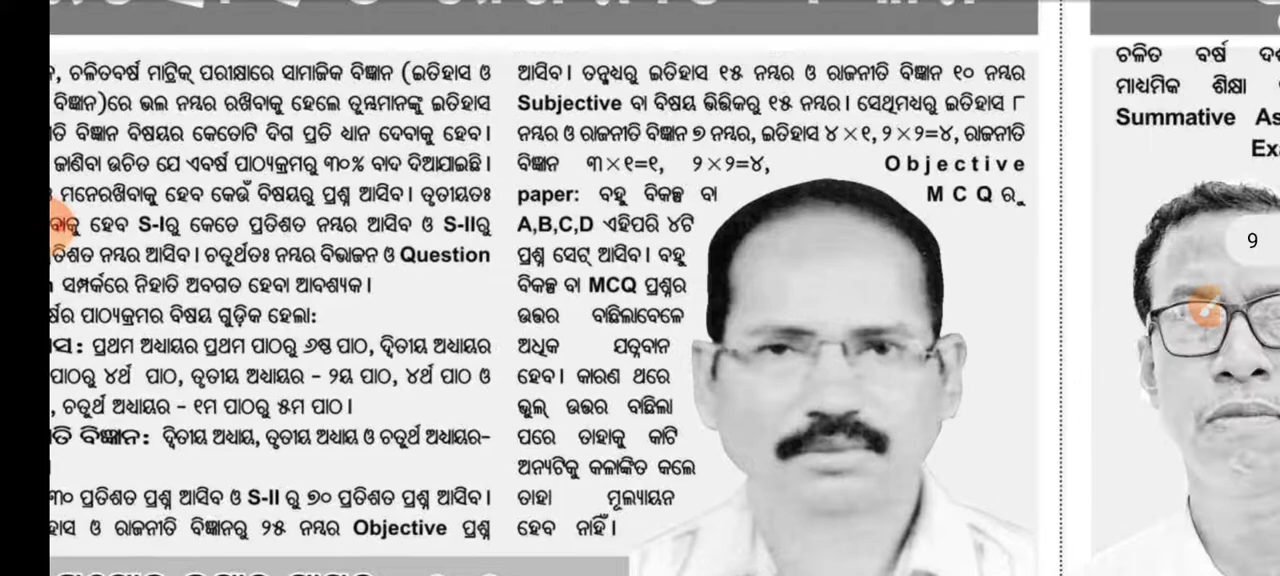 ଚଳିତବର୍ଷ ମାଟ୍ରିକ୍ ପରୀକ୍ଷାରେ ସାମାଜିକ ବିଜ୍ଞାନ (ଇତିହାସ ଓ
ବିଜ୍ଞାନ)ରେ ଭଲ ନମ୍ବର ରଖିବାକୁ ହେଲେ ତୁମ୍ଭମାନଙ୍କୁ ଇତିହାସ
ବିଜ୍ଞାନ ବିଷୟର କେତୋଟି ଦିଗ ପ୍ରତି ଧ୍ୟାନ ଦେବାକୁ ହେବ।
ଜାଣିବା ଉଚିତ ଯେ ଏବର୍ଷ ପାଠ୍ୟକ୍ରମରୁ ୩୦% ବାଦ ଦିଆଯାଇଛି।
ମନେରଖିବାକୁ ହେବ କେଉଁ ବିଷୟରୁ ପ୍ରଶ୍ନ ଆସିବ। ତୃତୀୟତଃ
ହେବ S-Iରୁ କେତେ ପ୍ରତିଶତ ନମ୍ବର ଆସିବ ଓ S-IIରୁ
ନମ୍ବର ଆସିବ। ଚତୁର୍ଥତଃ ନମ୍ବର ବିଭାଜନ ଓ Question
ସମ୍ପର୍କରେ ନିହାତି ଅବଗତ ହେବା ଆବଶ୍ୟକ।
ପାଠ୍ୟକ୍ରମର ବିଷୟ ଗୁଡ଼ିକ ହେଲା:
ପ୍ରଥମ ଅଧ୍ୟାୟର ପ୍ରଥମ ପାଠରୁ ୬ଷ୍ଠ ପାଠ, ଦ୍ବିତୀୟ ଅଧ୍ୟାୟର
ପାଠରୁ ୪ର୍ଥ ପାଠ, ତୃତୀୟ ଅଧ୍ୟାୟର - ୨ୟ ପାଠ, ୪ର୍ଥ ପାଠ ଓ
, ଚତୁର୍ଥ ଅଧ୍ୟାୟର - ୧ମ ପାଠରୁ ୫ମ ପାଠ।
ବିଜ୍ଞାନ: ଦ୍ବିତୀୟ ଅଧ୍ୟାୟ, ତୃତୀୟ ଅଧ୍ୟାୟ ଓ ଚତୁର୍ଥ ଅଧ୍ୟାୟର-
୩୦ ପ୍ରତିଶତ ପ୍ରଶ୍ନ ଆସିବ ଓ S-II ରୁ ୭୦ ପ୍ରତିଶତ ପ୍ରଶ୍ନ ଆସିବ।
ଓ ରାଜନୀତି ବିଜ୍ଞାନରୁ ୨୫ ନମ୍ବର Objective ପ୍ରଶ୍ନ
ଆସିବ। ତନ୍ମଧ୍ୟରୁ ଇତିହାସ ୧୫ ନମ୍ବର ଓ ରାଜନୀତି ବିଜ୍ଞାନ ୧୦ ନମ୍ବର
Subjective ବା ବିଷୟ ଭିତ୍ତିକରୁ ୧୫ ନମ୍ବର। ସେଥିମଧ୍ୟରୁ ଇତିହାସ ୮
ନମ୍ବର ଓ ରାଜନୀତି ବିଜ୍ଞାନ ୭ ନମ୍ବର, ଇତିହାସ ୪×୧, ୨×୨=୪, ରାଜନୀତି
ବିଜ୍ଞାନ ୩×୧=୧, ୨×୨=୪, Objective
paper: ବହୁ ବିକଳ୍ପ ବା MCQରୁ
A,B,C,D ଏହିପରି ୪ଟି
ପ୍ରଶ୍ନ ସେଟ୍ ଆସିବ। ବହୁ
ବିକଳ୍ପ ବା MCQ ପ୍ରଶ୍ନର
ଉତ୍ତର ବାଛିଲାବେଳେ
ଅଧିକ ଯତ୍ନବାନ
ହେବ। କାରଣ ଥରେ
ଭୁଲ୍ ଉତ୍ତର ବାଛିଲା
ପରେ ତାହାକୁ କାଟି
ଅନ୍ୟଟିକୁ କଳାଙ୍କିତ କଲେ
ତାହା ମୂଲ୍ୟାୟନ
ହେବ ନାହିଁ।
ଚଳିତ ବର୍ଷ
ମାଧ୍ୟମିକ ଶିକ୍ଷା
Summative
9